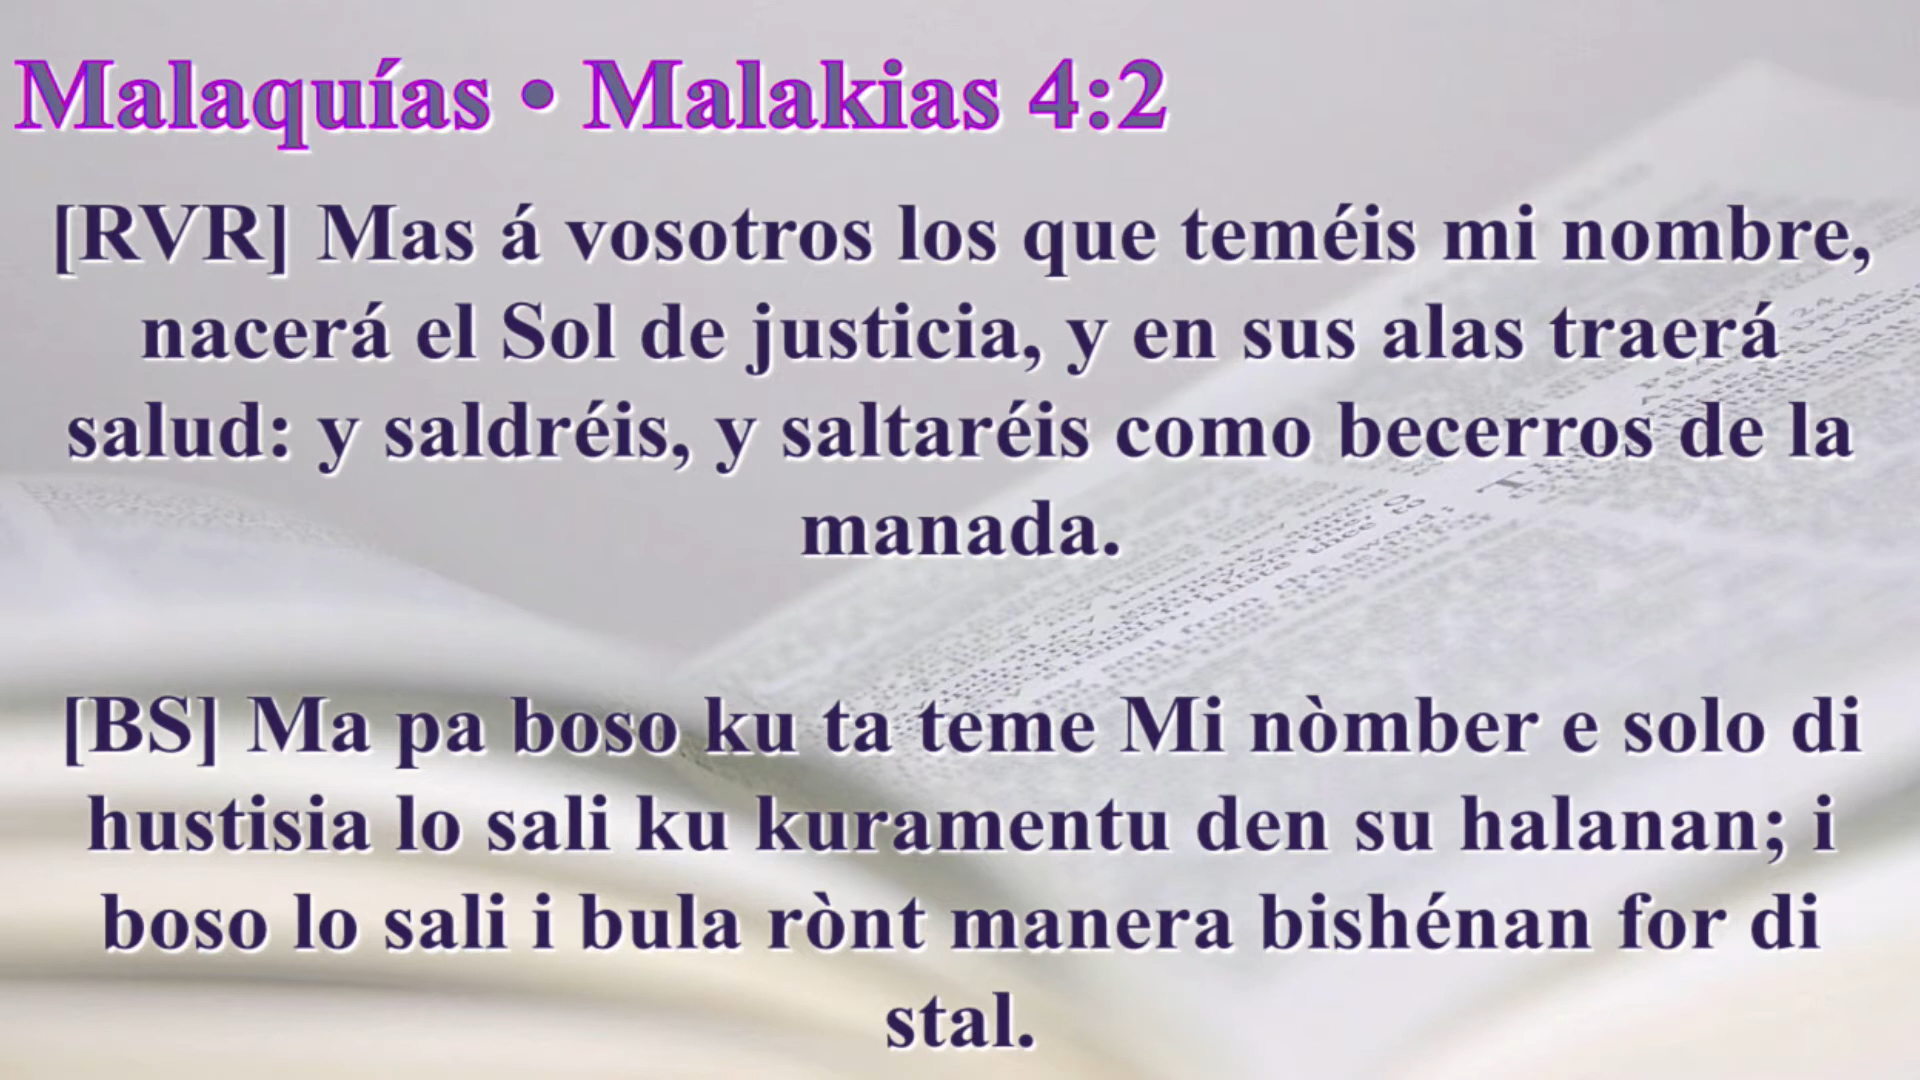 Malaquías • Malakias 4:2
[RVR] Mas á vosotros los que teméis mi nombre,
nacerá el Sol de justicia, y en sus alas traerá
salud: y saldréis, y saltaréis como becerros de la
manada.
[BS] Ma pa boso ku ta teme Mi nòmber e solo di
hustisia lo sali ku kuramentu den su halanan; i
boso lo sali i bula rònt manera bishénan for di
stal.